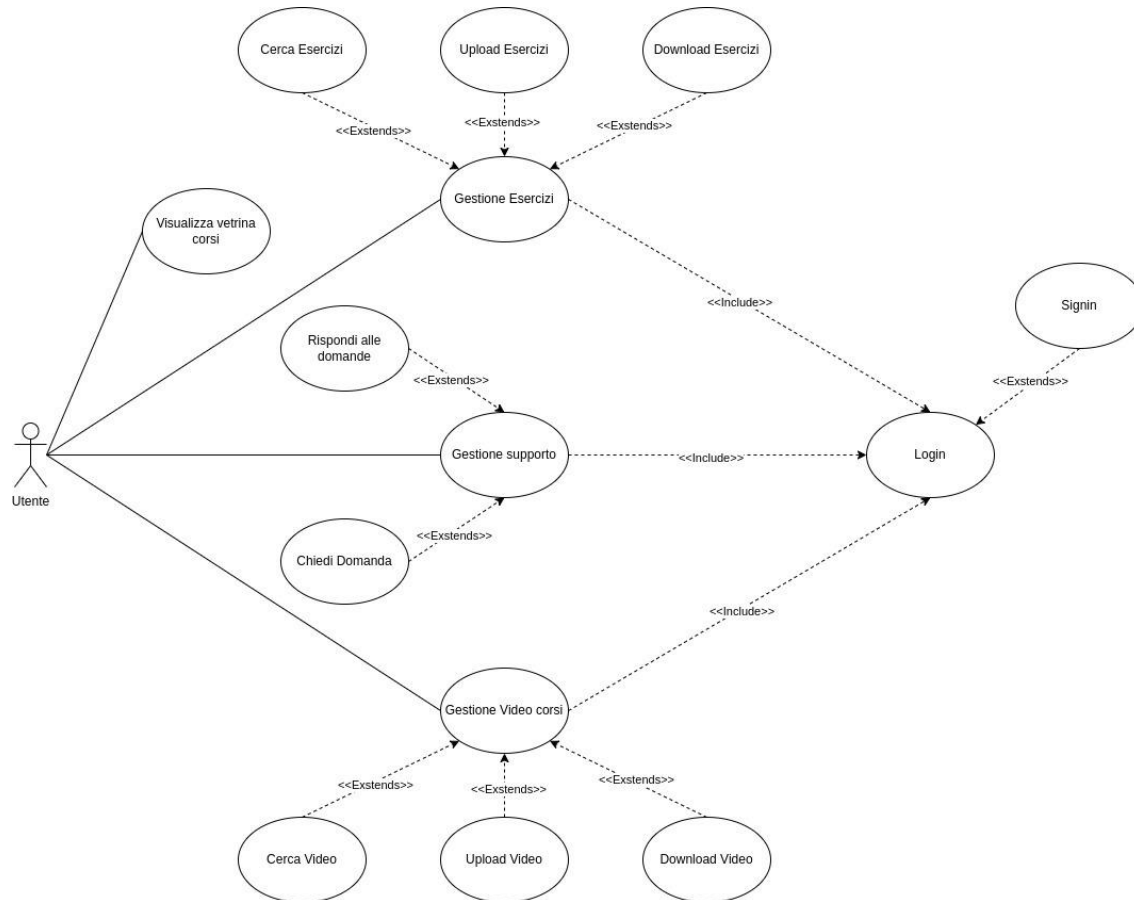 Cerca Esercizi
Upload Esercizi
Download Esercizi
<<Exstends>>
<<Exstends>>
<<Exstends>>
Gestione Esercizi
Visualizza vetrina
corsi
<<Include>>
Signin
Rispondi alle
domande
<<Exstends>>
<<Exstends>>
Gestione supporto
<<Include>>
Login
Utente
<<Exstends>>
Chiedi Domanda
<<Include>>
Gestione Video corsi
<<Exstends>>
<<Exstends>>
<<Exstends>>
Cerca Video
Upload Video
Download Video